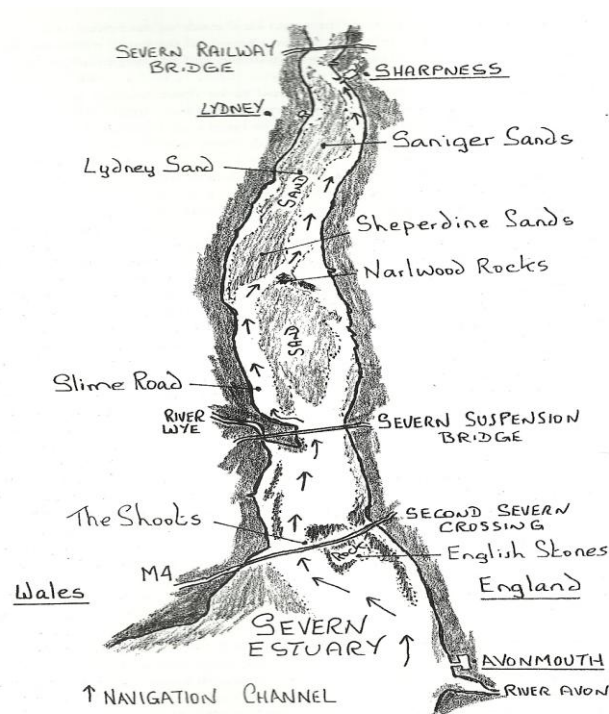 SEVERN RAILWAY
BRIDGE
SHARPNESS
LYDNEY
Saniger Sands
Lydney Sand
SAND
Sheperdine Sands
Narlwood Rocks
SAND
Slime Road
RIVER
WYE
SEVERN SUSPENSION
BRIDGE
SECOND SEVERN
CROSSING
The Shoots
ROCK
English Stones
M4
Wales
England
SEVERN
ESTUARY
AVONMOUTH
RIVER AVON
↑ NAVIGATION CHANNEL